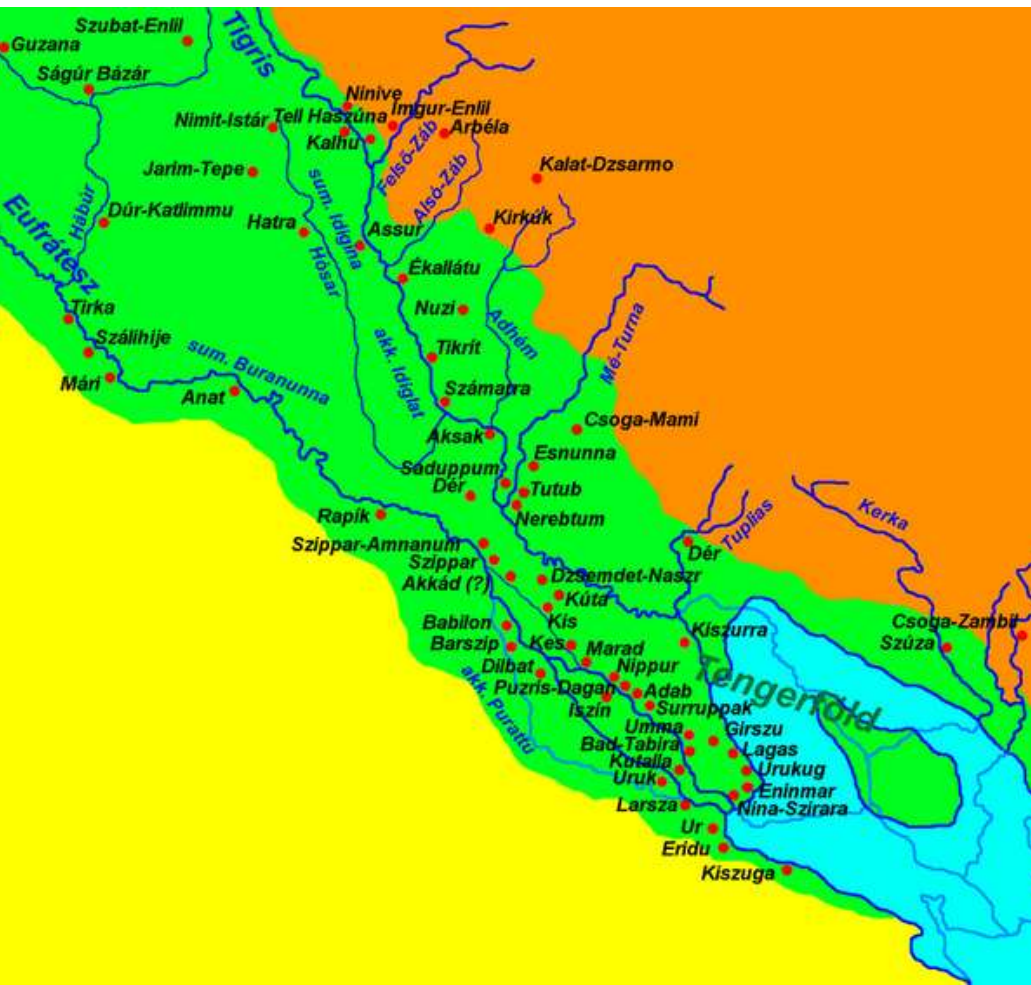 Szubat-Enlil
Guzana
Tigris
Ságúr Bázár
Ninive
Imgur-Enlil
Nimit-Istár
Tell Haszúna
Kalhu
Arbéla
Felső-Záb
Alsó-Záb
Kalat-Dzsarmo
Jarim-Tepe
Hábúr
Eufrátesz
Dúr-Katlimmu
Hatra
sum. Idigina
Hósar
Assur
Kirkúk
Ékallátu
Nuzi
Adhém
Mé-Turna
Tirka
Szálihije
sum. Buranunna
akk. Idiglat
Tikrít
Mári
Anat
Számarra
Csoga-Mami
Aksak
Esnunna
Saduppum
Dér
Tutub
Nerebtum
Rapík
Kerka
Tuplias
Dér
Szippar-Amnanum
Szippar
Akkád (?)
Dzsemdet-Naszr
Kúta
Kis
Babilon
Barszip
Kes
Marad
Kiszurra
Csoga-Zambil
Szúza
Dilbat
Nippur
Puzris-Dagan
Adab
Iszín
Surruppak
Tengerföld
akk. Purattu
Umma
Girszu
Bad-Tabira
Lagas
Kutalla
Urukug
Uruk
Eninmar
Larsza
Nina-Szirara
Ur
Eridu
Kiszuga